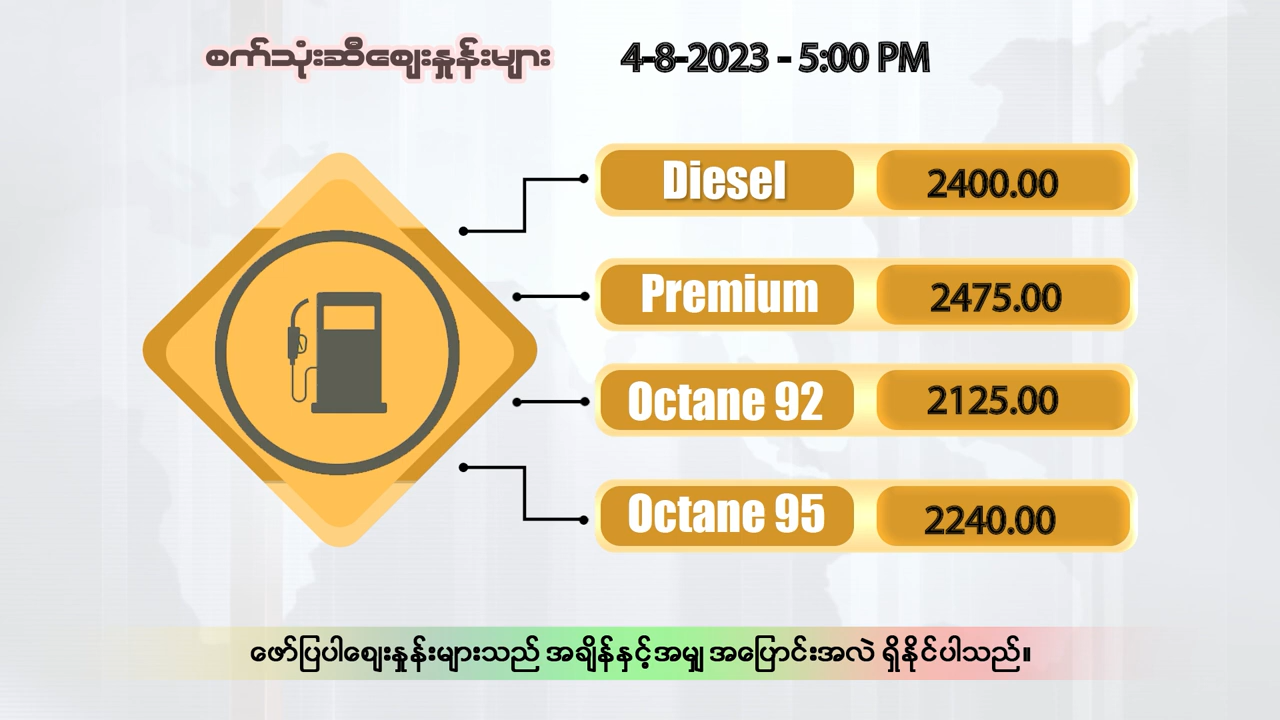 စက်သုံးဆီဈေးနှုန်းများ 4-8-2023 - 5:00 PM
Diesel 2400.00
Premium 2475.00
Octane 92 2125.00
Octane 95 2240.00
ဖော်ပြပါဈေးနှုန်းများသည် အချိန်နှင့်အမျှ အပြောင်းအလဲ ရှိနိုင်ပါသည်။